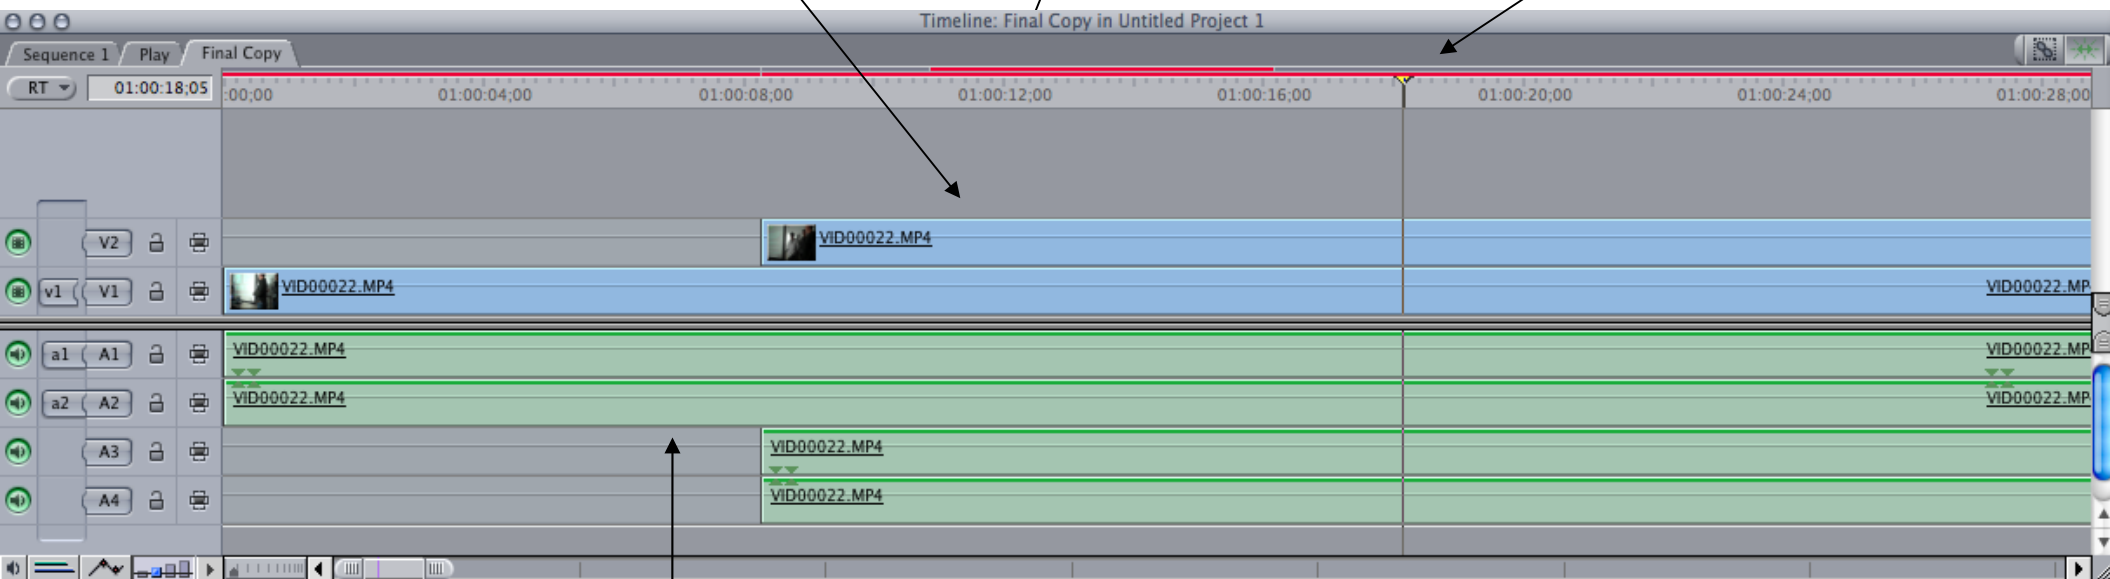 Timeline: Final Copy in Untitled Project 1
Sequence 1 Play Final Copy
RT 01:00:18;05 :00;00 01:00:04;00 01:00:08;00 01:00:12;00 01:00:16;00 01:00:20;00 01:00:24;00 01:00:28;00
V2 VID00022.MP4
v1 V1 VID00022.MP4 VID00022.MP
a1 A1 VID00022.MP4 VID00022.MP
a2 A2 VID00022.MP4 VID00022.MP
A3 VID00022.MP4
A4 VID00022.MP4